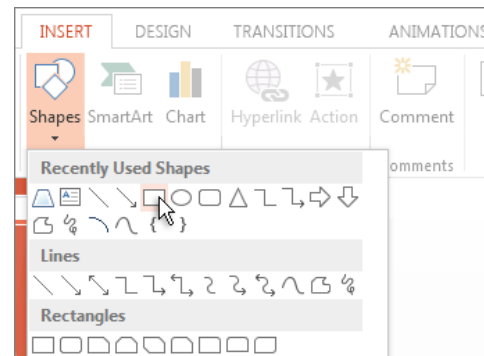 INSERT DESIGN TRANSITIONS ANIMATIONS
Shapes SmartArt Chart Hyperlink Action Comment
omments
Recently Used Shapes
Lines
Rectangles